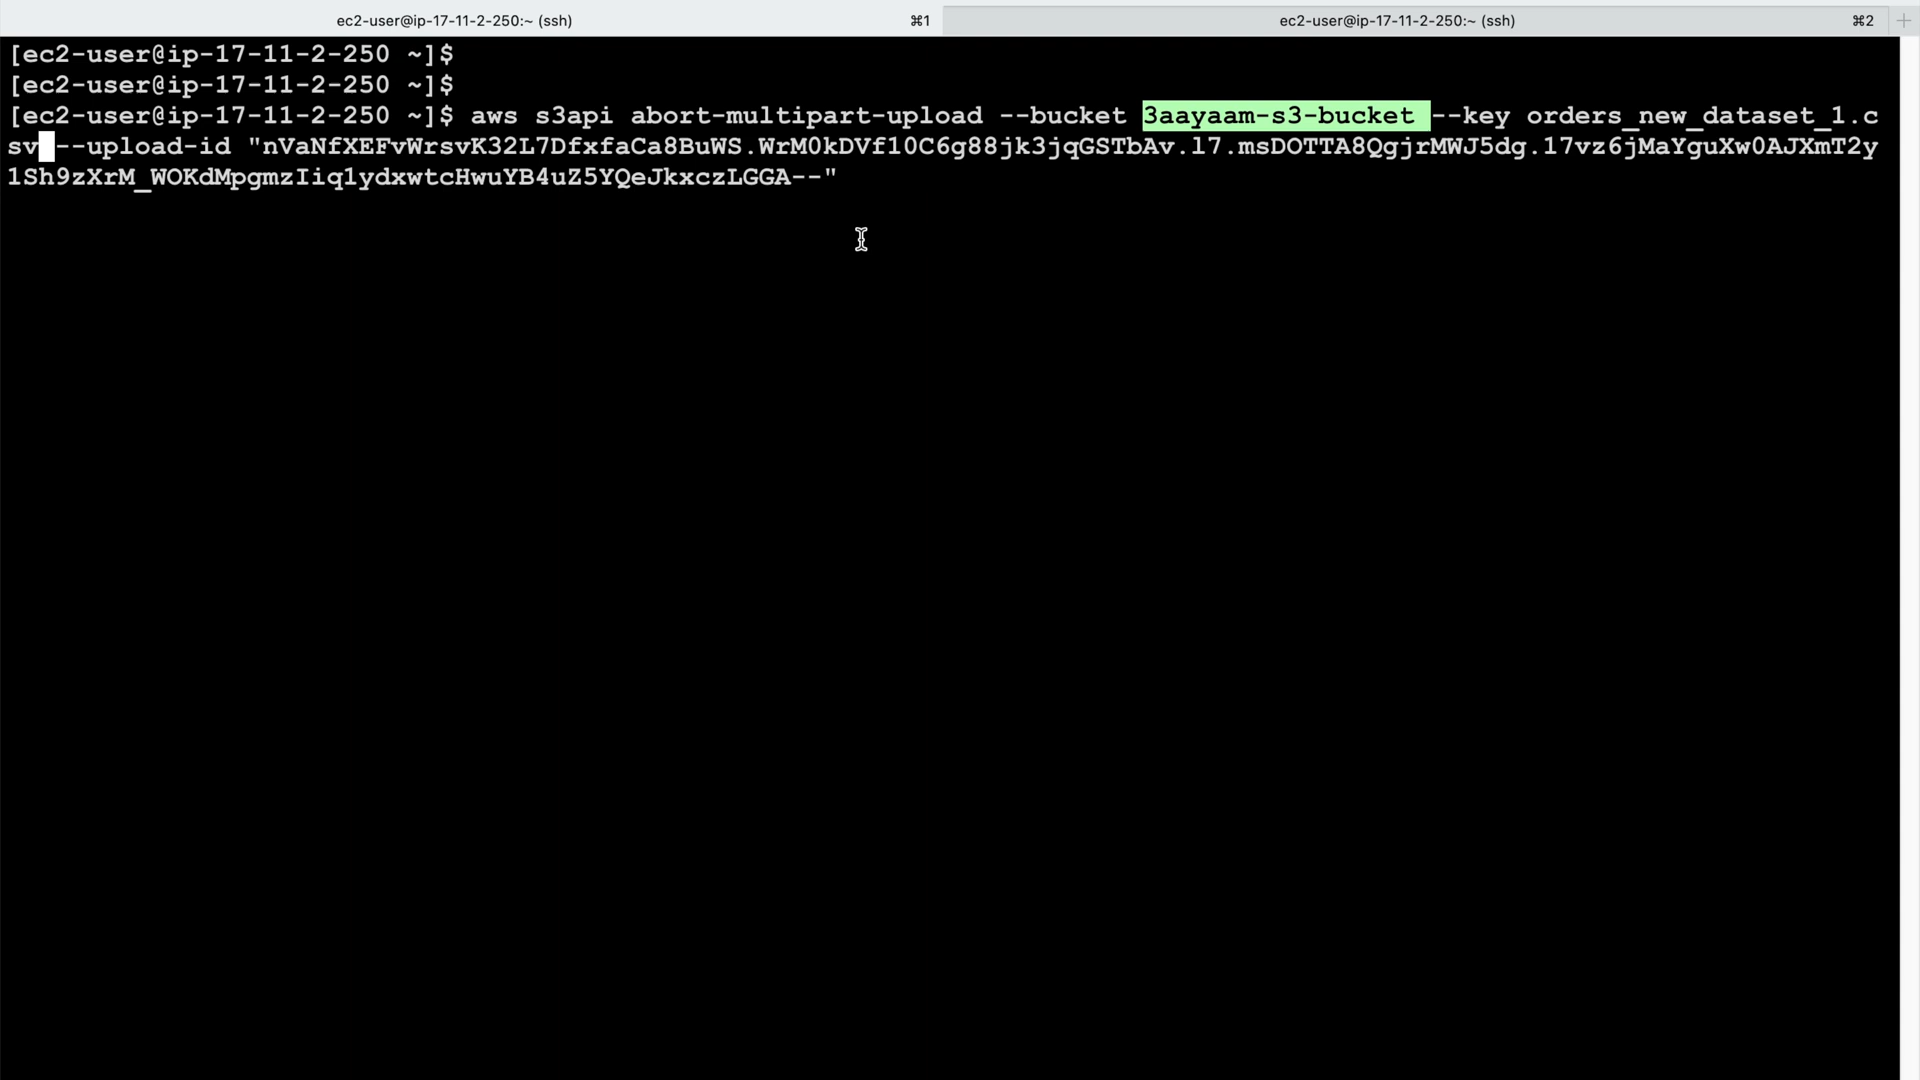 ec2-user@ip-17-11-2-250:~ (ssh) ⌘1 ec2-user@ip-17-11-2-250:~ (ssh) ⌘2 +
[ec2-user@ip-17-11-2-250 ~]$
[ec2-user@ip-17-11-2-250 ~]$
[ec2-user@ip-17-11-2-250 ~]$ aws s3api abort-multipart-upload --bucket 3aayaam-s3-bucket --key orders_new_dataset_1.c
sv --upload-id "nVaNfXEFvWrsvK32L7DfxfaCa8BuWS.WrM0kDVf10C6g88jk3jqGSTbAv.l7.msDOTTA8QgjrMWJ5dg.17vz6jMaYguXw0AJXmT2y
1Sh9zXrM_WOKdMpgmzIiq1ydxwtcHwuYB4uZ5YQeJkxczLGGA--"